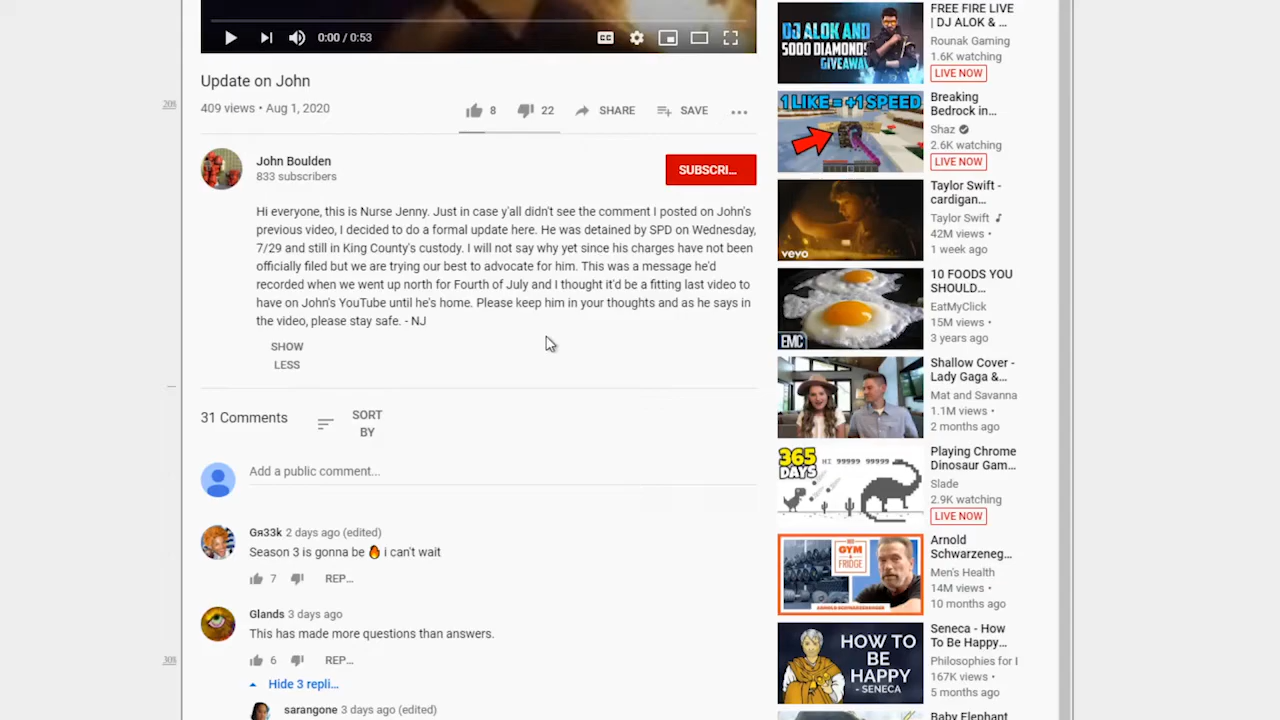 0:00 / 0:53
CC
Update on John
409 views • Aug 1, 2020
8
22
SHARE
SAVE
John Boulden
833 subscribers
SUBSCRI...
Hi everyone, this is Nurse Jenny. Just in case y'all didn't see the comment I posted on John's
previous video, I decided to do a formal update here. He was detained by SPD on Wednesday,
7/29 and still in King County's custody. I will not say why yet since his charges have not been
officially filed but we are trying our best to advocate for him. This was a message he'd
recorded when we went up north for Fourth of July and I thought it'd be a fitting last video to
have on John's YouTube until he's home. Please keep him in your thoughts and as he says in
the video, please stay safe. - NJ
SHOW
LESS
31 Comments
SORT
BY
Add a public comment...
Gя33k 2 days ago (edited)
Season 3 is gonna be 🔥 i can't wait
7
REP...
Glands 3 days ago
This has made more questions than answers.
6
REP...
Hide 3 repli...
sarangone 3 days ago (edited)
20$
30$
DJ ALOK AND
5000 DIAMONDS
GIVEAWAY
FREE FIRE LIVE
| DJ ALOK & ...
Rounak Gaming
1.6K watching
LIVE NOW
1 LIKE = +1 SPEED
Breaking
Bedrock in...
Shaz
2.6K watching
LIVE NOW
vevo
Taylor Swift -
cardigan...
Taylor Swift
42M views •
1 week ago
EMC
10 FOODS YOU
SHOULD...
EatMyClick
15M views •
3 years ago
Shallow Cover -
Lady Gaga &...
Mat and Savanna
1.1M views •
2 months ago
365
DAYS
HI 99999 99999
Playing Chrome
Dinosaur Gam...
Slade
2.9K watching
LIVE NOW
GYM
&
FRIDGE
ARNOLD SCHWARZENEGGER
Arnold
Schwarzeneg...
Men's Health
14M views •
10 months ago
HOW TO
BE
HAPPY
- SENECA
Seneca - How
To Be Happy...
Philosophies for l
167K views •
5 months ago
Baby Elephant